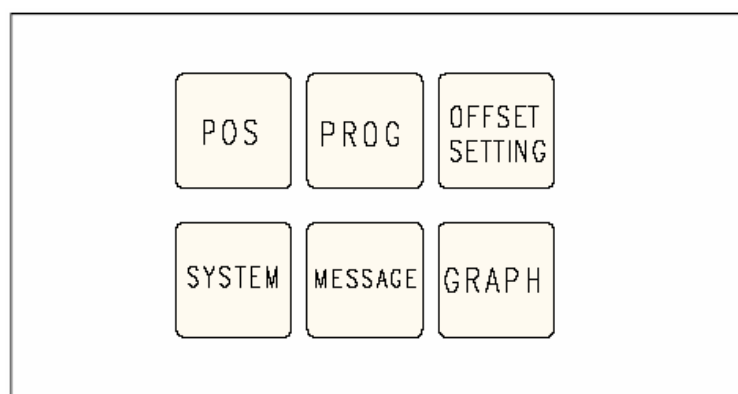 POS
PROG
OFFSET
SETTING
SYSTEM
MESSAGE
GRAPH